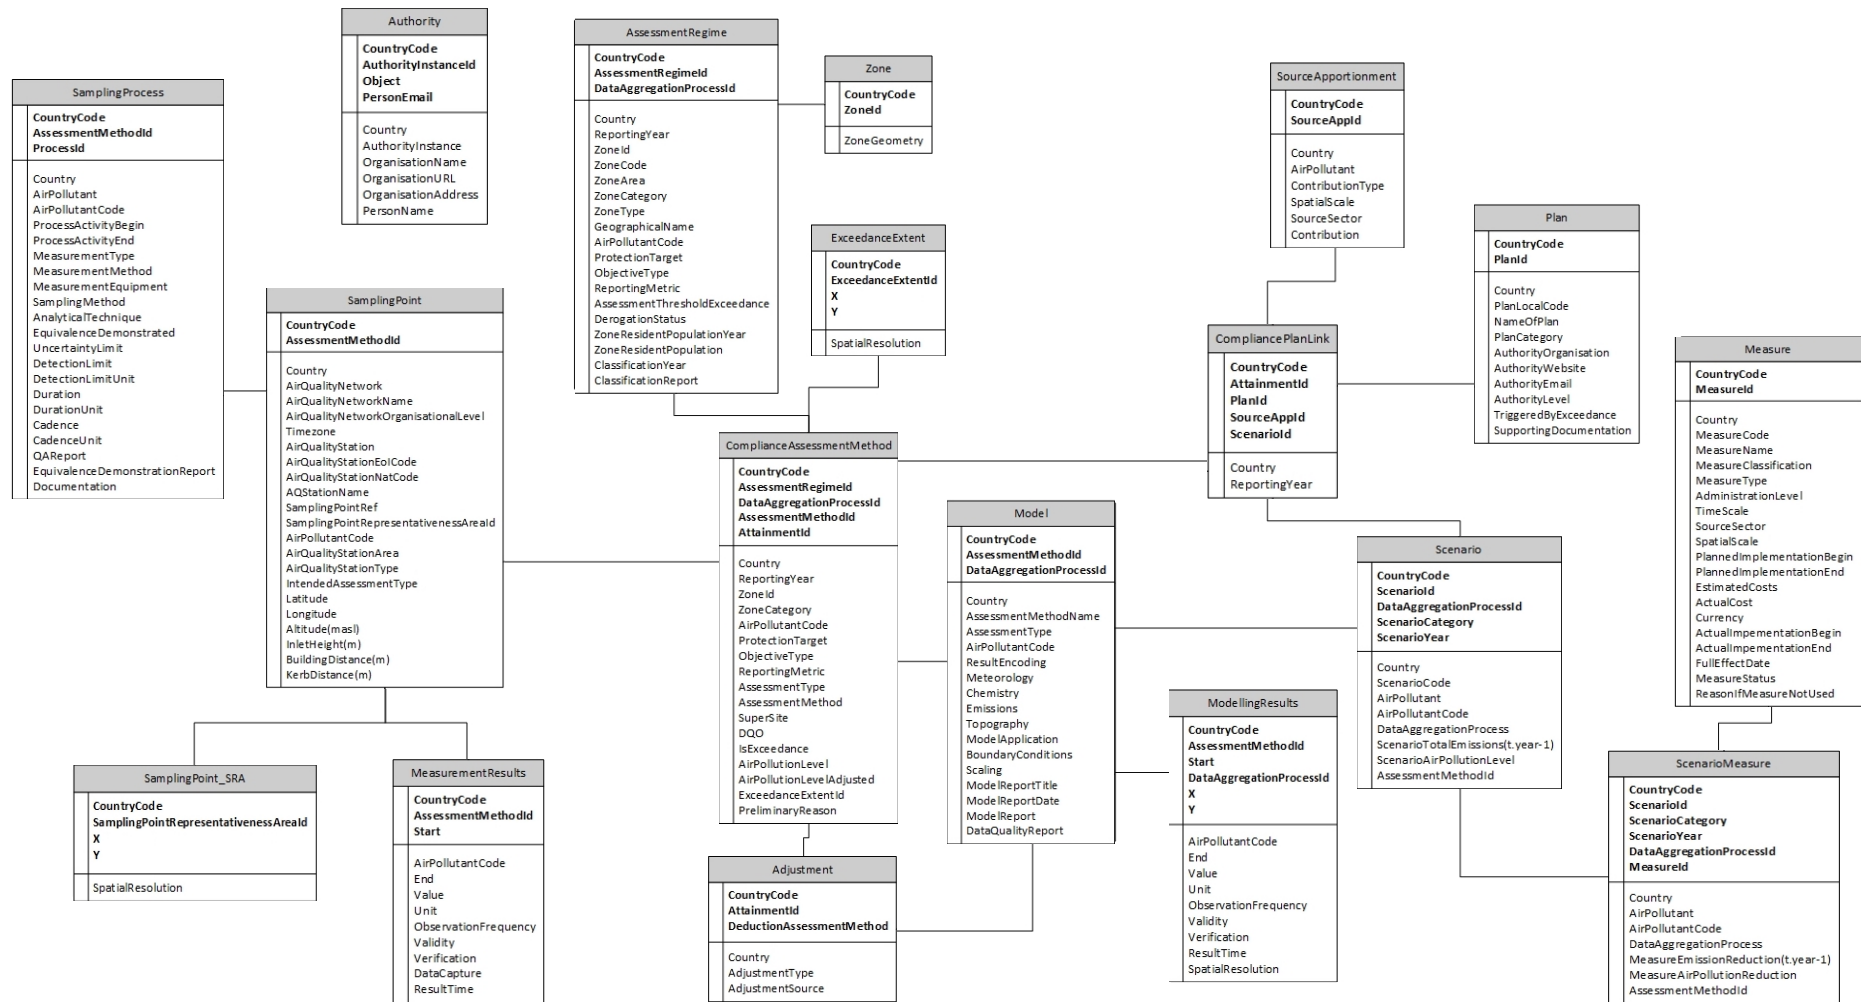 Authority
CountryCode
AuthorityInstanceId
Object
PersonEmail
Country
AuthorityInstance
OrganisationName
OrganisationURL
OrganisationAddress
PersonName
AssessmentRegime
CountryCode
AssessmentRegimeId
DataAggregationProcessId
Country
ReportingYear
ZoneId
ZoneCode
ZoneArea
ZoneCategory
ZoneType
GeographicalName
AirPollutantCode
ProtectionTarget
ObjectiveType
ReportingMetric
AssessmentThresholdExceedance
DerogationStatus
ZoneResidentPopulationYear
ZoneResidentPopulation
ClassificationYear
ClassificationReport
Zone
CountryCode
ZoneId
ZoneGeometry
SourceApportionment
CountryCode
SourceAppId
Country
AirPollutant
ContributionType
SpatialScale
SourceSector
Contribution
SamplingProcess
CountryCode
AssessmentMethodId
ProcessId
Country
AirPollutant
AirPollutantCode
ProcessActivityBegin
ProcessActivityEnd
MeasurementType
MeasurementMethod
MeasurementEquipment
SamplingMethod
AnalyticalTechnique
EquivalenceDemonstrated
UncertaintyLimit
DetectionLimit
DetectionLimitUnit
Duration
DurationUnit
Cadence
CadenceUnit
QAReport
EquivalenceDemonstrationReport
Documentation
Plan
CountryCode
PlanId
Country
PlanLocalCode
NameOfPlan
PlanCategory
AuthorityOrganisation
AuthorityWebsite
AuthorityEmail
AuthorityLevel
TriggeredByExceedance
SupportingDocumentation
ExceedanceExtent
CountryCode
ExceedanceExtentId
X
Y
SpatialResolution
SamplingPoint
CountryCode
AssessmentMethodId
Country
AirQualityNetwork
AirQualityNetworkName
AirQualityNetworkOrganisationalLevel
Timezone
AirQualityStation
AirQualityStationEoICode
AirQualityStationNatCode
AQStationName
SamplingPointRef
SamplingPointRepresentativenessAreaId
AirPollutantCode
AirQualityStationArea
AirQualityStationType
IntendedAssessmentType
Latitude
Longitude
Altitude(masl)
InletHeight(m)
BuildingDistance(m)
KerbDistance(m)
CompliancePlanLink
CountryCode
AttainmentId
PlanId
SourceAppId
ScenarioId
Country
ReportingYear
Measure
CountryCode
MeasureId
Country
MeasureCode
MeasureName
MeasureClassification
MeasureType
AdministrationLevel
TimeScale
SourceSector
SpatialScale
PlannedImplementationBegin
PlannedImplementationEnd
EstimatedCosts
ActualCost
Currency
ActualImpementationBegin
ActualImpementationEnd
FullEffectDate
MeasureStatus
ReasonIfMeasureNotUsed
ComplianceAssessmentMethod
CountryCode
AssessmentRegimeId
DataAggregationProcessId
AssessmentMethodId
AttainmentId
Country
ReportingYear
ZoneId
ZoneCategory
AirPollutantCode
ProtectionTarget
ObjectiveType
ReportingMetric
AssessmentType
AssessmentMethod
SuperSite
DQO
IsExceedance
AirPollutionLevel
AirPollutionLevelAdjusted
ExceedanceExtentId
PreliminaryReason
Model
CountryCode
AssessmentMethodId
DataAggregationProcessId
Country
AssessmentMethodName
AssessmentType
AirPollutantCode
ResultEncoding
Meteorology
Chemistry
Emissions
Topography
ModelApplication
BoundaryConditions
Scaling
ModelReportTitle
ModelReportDate
ModelReport
DataQualityReport
Scenario
CountryCode
ScenarioId
DataAggregationProcessId
ScenarioCategory
ScenarioYear
Country
ScenarioCode
AirPollutant
AirPollutantCode
DataAggregationProcess
ScenarioTotalEmissions(t.year-1)
ScenarioAirPollutionLevel
AssessmentMethodId
ModellingResults
CountryCode
AssessmentMethodId
Start
DataAggregationProcessId
X
Y
AirPollutantCode
End
Value
Unit
ObservationFrequency
Validity
Verification
ResultTime
SpatialResolution
SamplingPoint_SRA
CountryCode
SamplingPointRepresentativenessAreaId
X
Y
SpatialResolution
MeasurementResults
CountryCode
AssessmentMethodId
Start
AirPollutantCode
End
Value
Unit
ObservationFrequency
Validity
Verification
DataCapture
ResultTime
Adjustment
CountryCode
AttainmentId
DeductionAssessmentMethod
Country
AdjustmentType
AdjustmentSource
ScenarioMeasure
CountryCode
ScenarioId
ScenarioCategory
ScenarioYear
DataAggregationProcessId
MeasureId
Country
AirPollutant
AirPollutantCode
DataAggregationProcess
MeasureEmissionReduction(t.year-1)
MeasureAirPollutionReduction
AssessmentMethodId